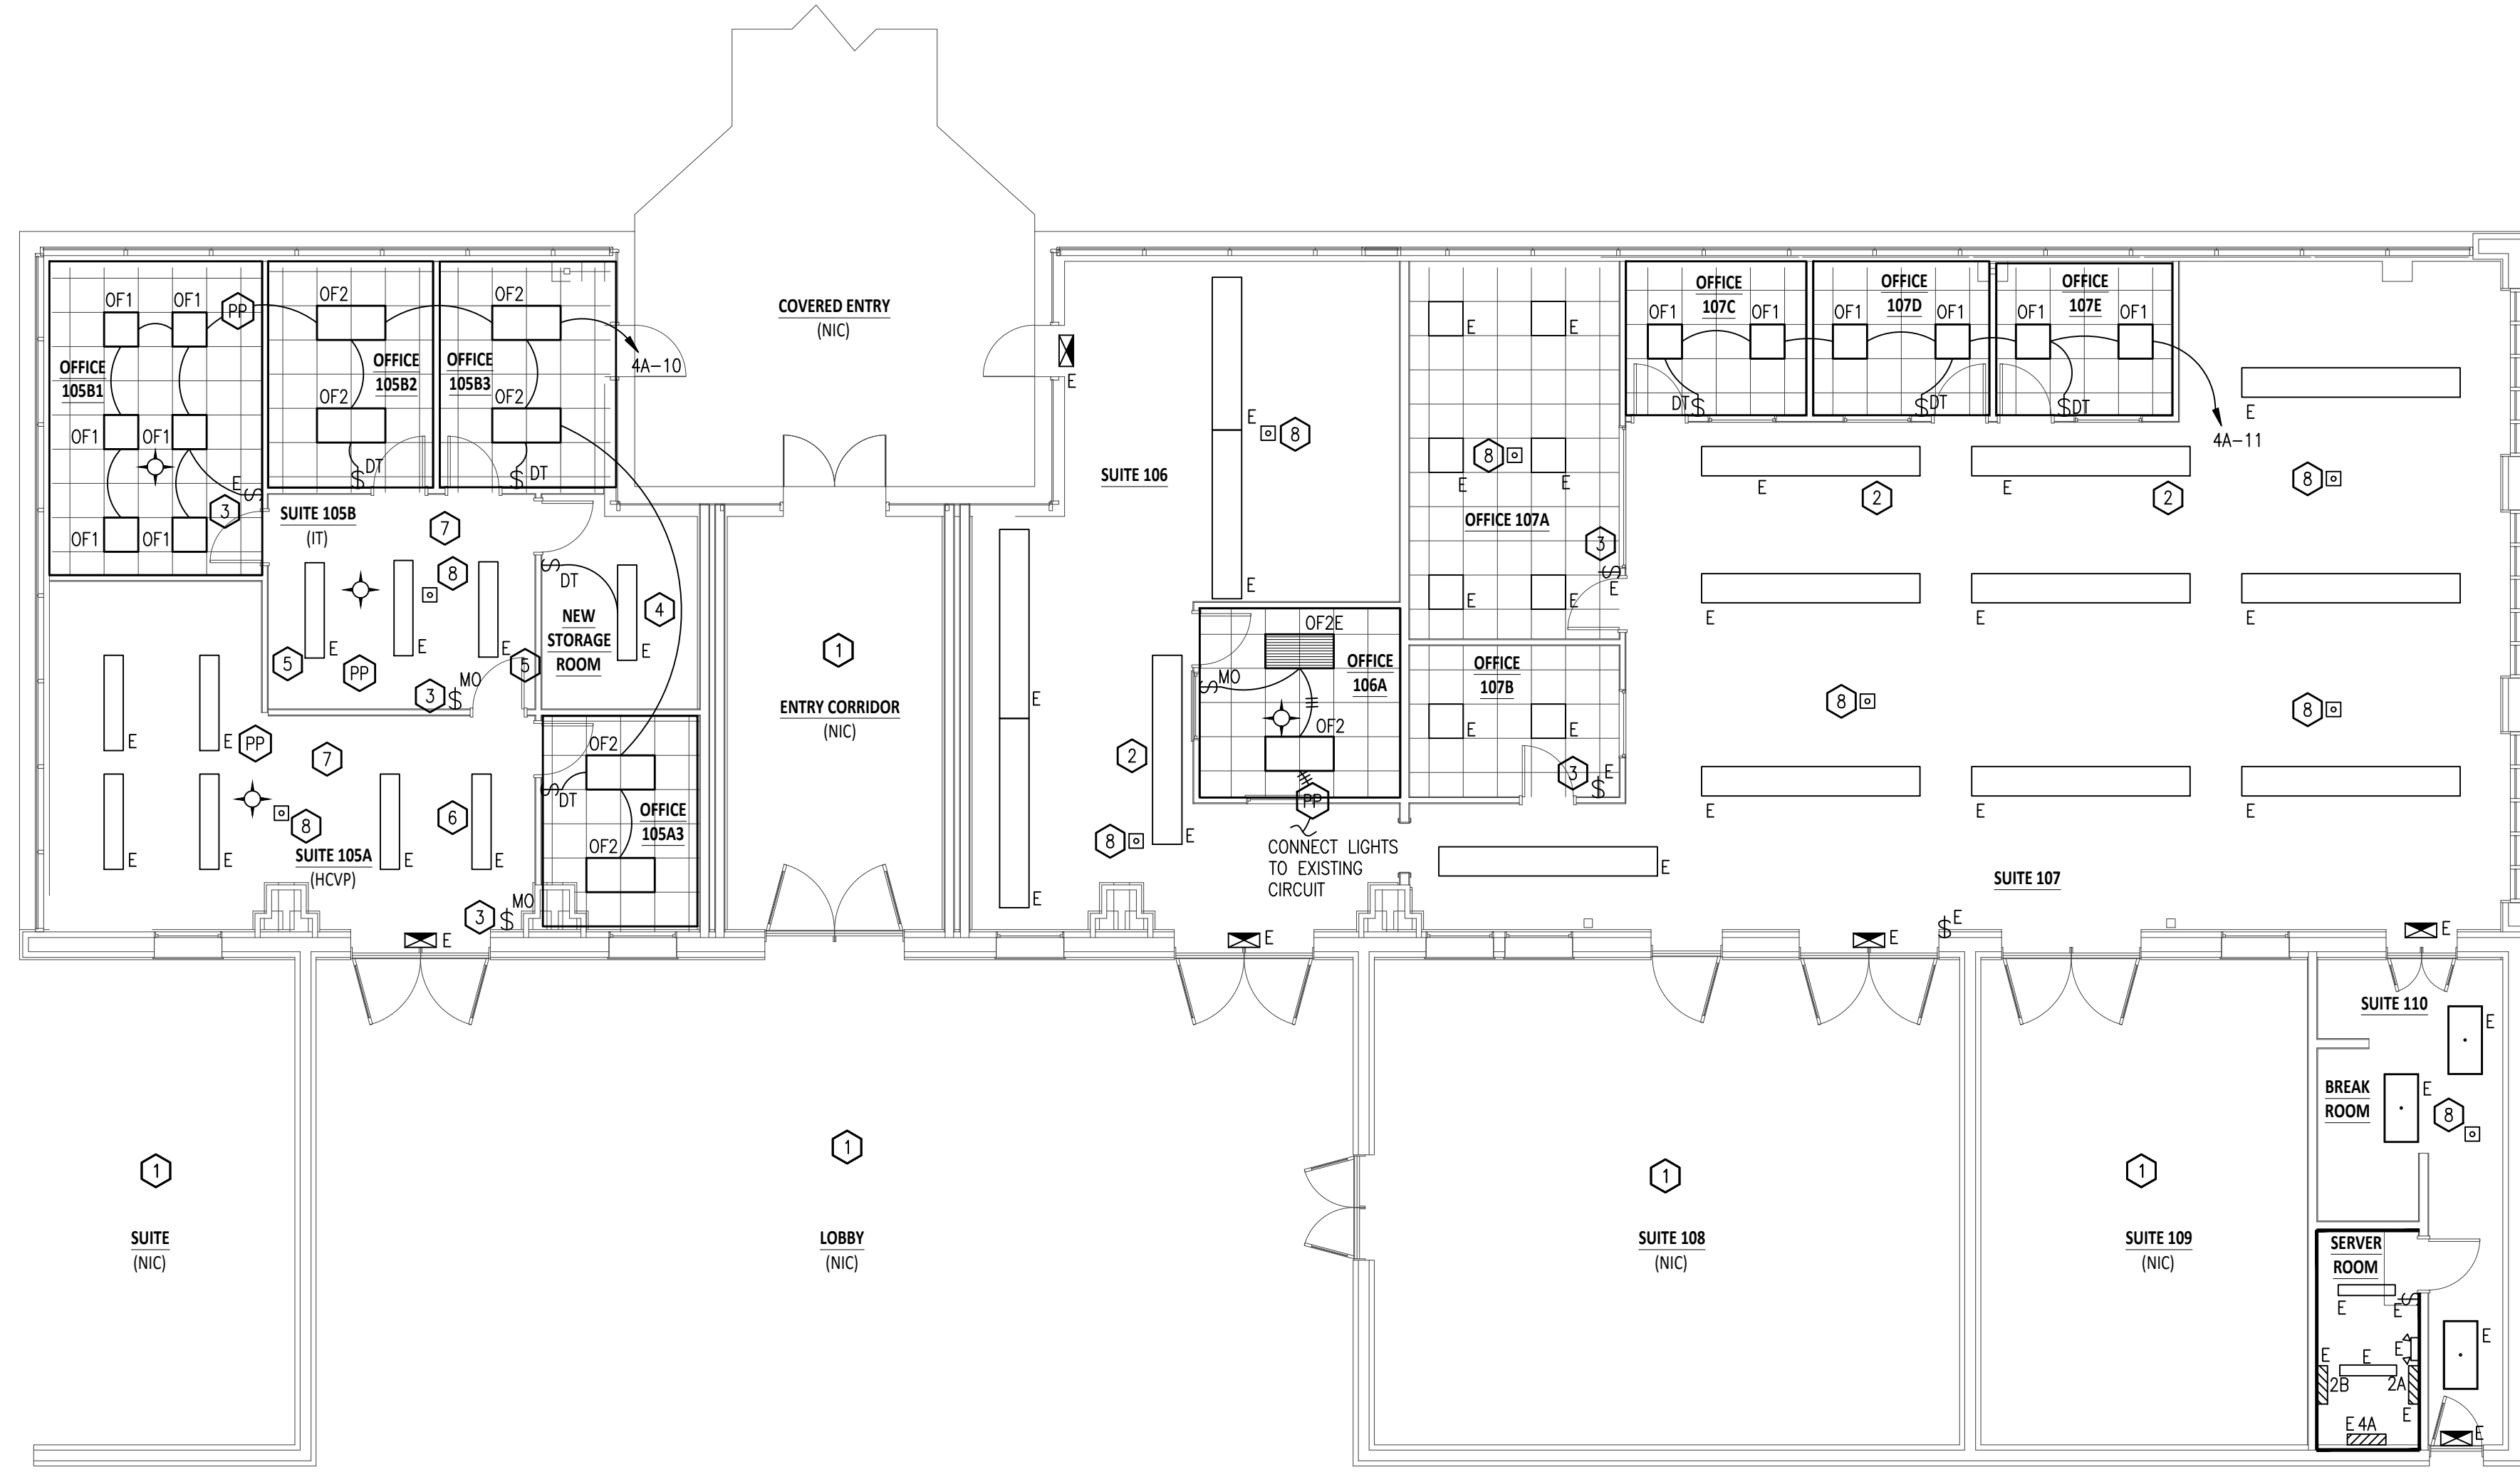 COVERED ENTRY
(NIC)
OF1
OF1
PP
OFFICE
105B1
OF1
OF1
E
3
OF1
OF1
OF2
OFFICE
105B2
OF2
DT
OF2
OFFICE
105B3
OF2
DT
4A-10
SUITE 105B
(IT)
7
8
E
E
E
5
PP
3
MO
5
DT
NEW
STORAGE
ROOM
4
E
E
E
PP
7
E
E
8
E
6
E
SUITE 105A
(HCVP)
3
MO
E
OF2
DT
OFFICE
105A3
OF2
1
ENTRY CORRIDOR
(NIC)
E
SUITE 106
E
8
E
E
E
2
8
E
E
OF2E
OFFICE
106A
MO
OF2
PP
CONNECT LIGHTS
TO EXISTING
CIRCUIT
E
E
8
E
E
OFFICE 107A
3
E
E
E
OFFICE
107B
E
E
3
E
OFFICE
107C
OF1
OF1
DT
OFFICE
107D
OF1
OF1
DT
OFFICE
107E
OF1
OF1
DT
4A-11
E
E
2
E
2
8
E
E
E
8
8
E
E
E
E
SUITE 107
E
E
E
SUITE 110
E
BREAK
ROOM
E
8
1
SUITE
(NIC)
1
LOBBY
(NIC)
1
SUITE 108
(NIC)
1
SUITE 109
(NIC)
SERVER
ROOM
E
E
E
E
E
E
2B
2A
E
E 4A
E